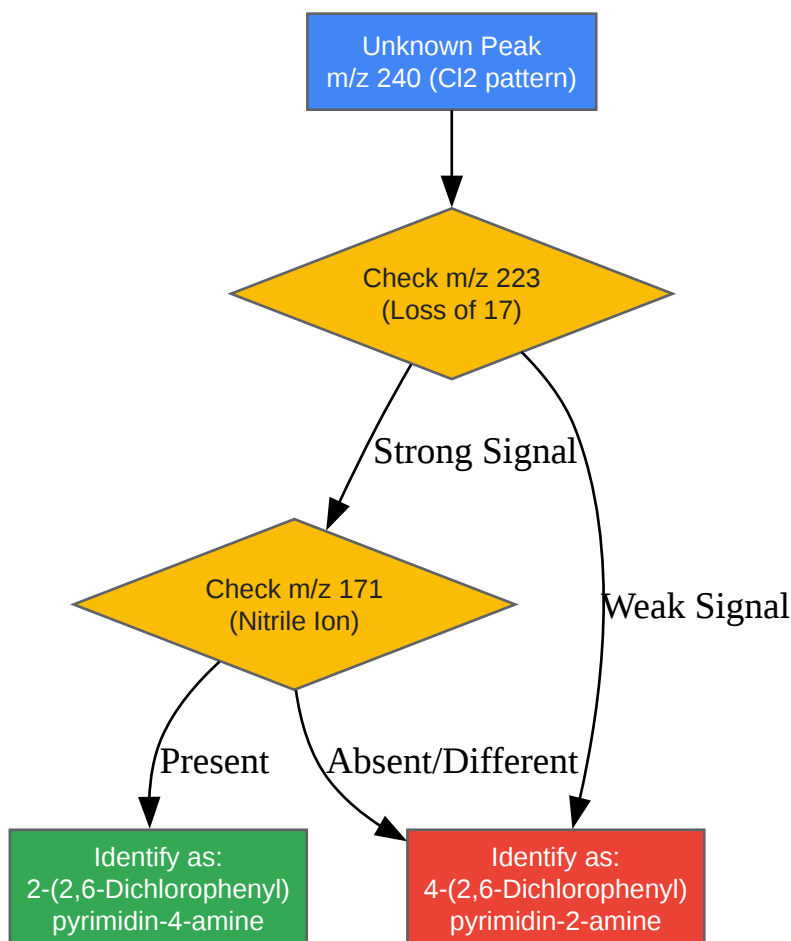 Unknown Peak
m/z 240 (Cl2 pattern)
Check m/z 223
(Loss of 17)
Strong Signal
Check m/z 171
(Nitrile Ion)
Weak Signal
Present
Absent/Different
Identify as:
2-(2,6-Dichlorophenyl)
pyrimidin-4-amine
Identify as:
4-(2,6-Dichlorophenyl)
pyrimidin-2-amine